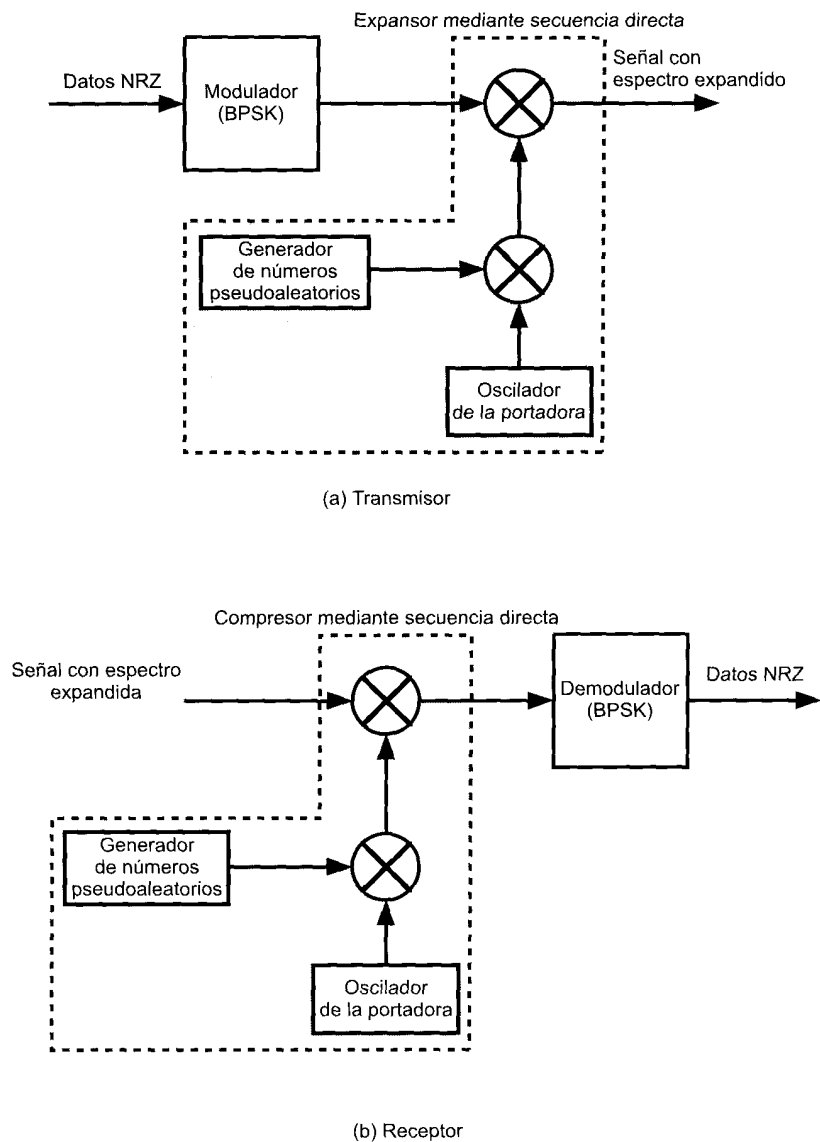 Expansor mediante secuencia directa
Señal con
espectro expandido
Datos NRZ
Modulador
(BPSK)
Generador
de números
pseudoaleatorios
Oscilador
de la portadora
(a) Transmisor
Compresor mediante secuencia directa
Señal con espectro
expandida
Datos NRZ
Demodulador
(BPSK)
Generador
de números
pseudoaleatorios
Oscilador
de la portadora
(b) Receptor